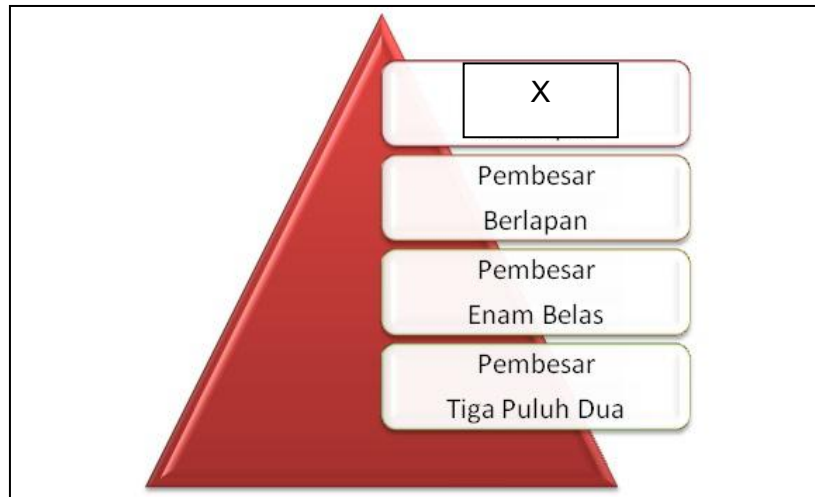 X
Pembesar
Berlapan
Pembesar
Enam Belas
Pembesar
Tiga Puluh Dua